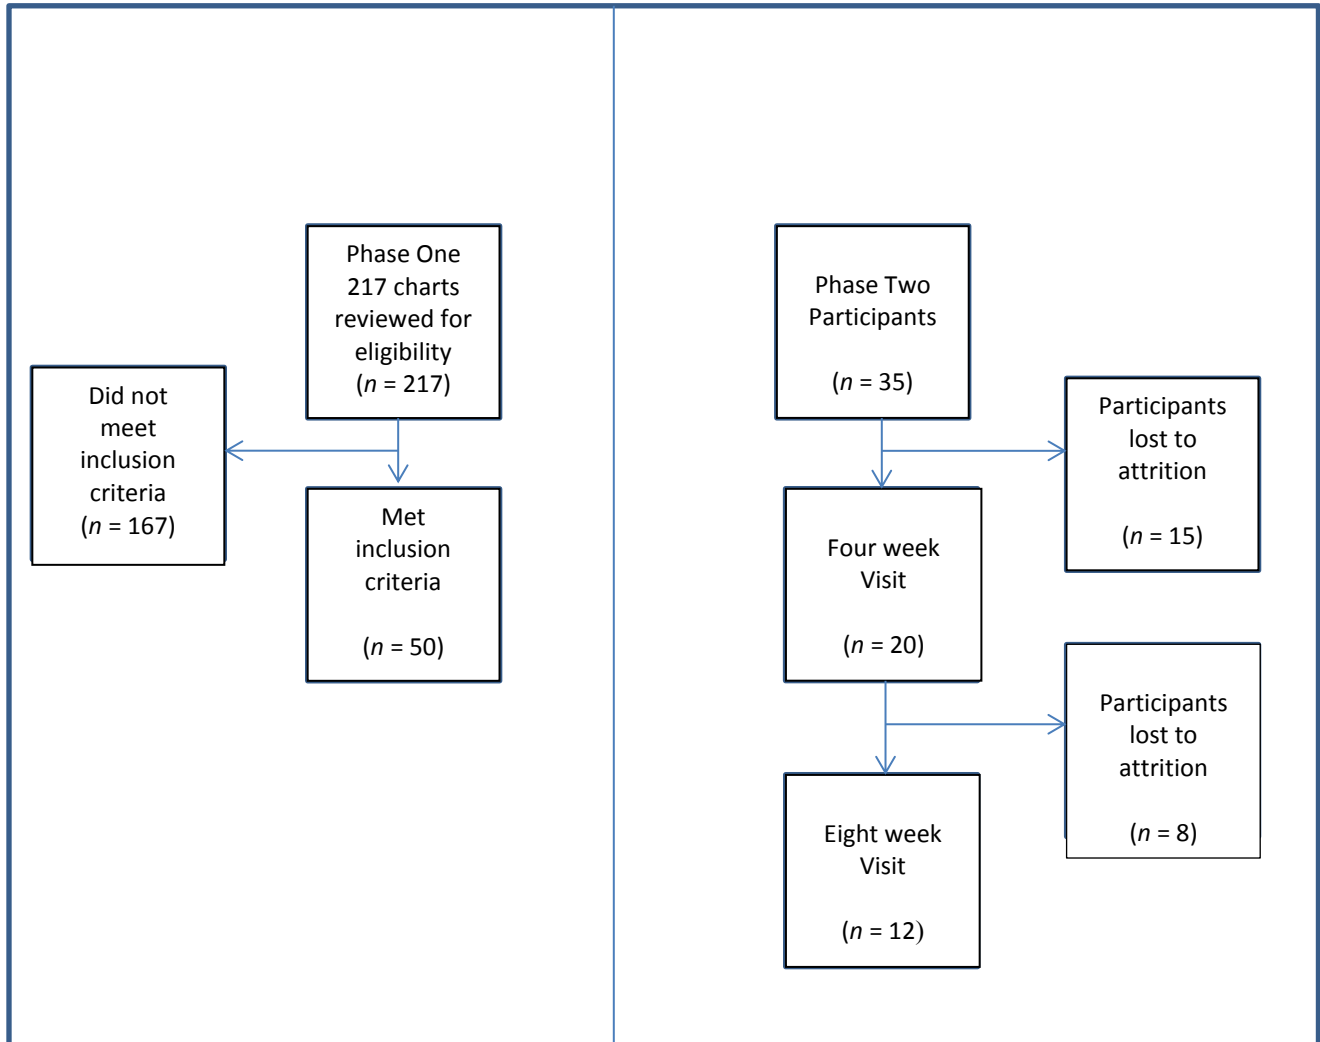 Phase One
217 charts
reviewed for
eligibility
(n = 217)
Did not
meet
inclusion
criteria
(n = 167)
Met
inclusion
criteria
(n = 50)
Phase Two
Participants
(n = 35)
Participants
lost to
attrition
(n = 15)
Four week
Visit
(n = 20)
Participants
lost to
attrition
(n = 8)
Eight week
Visit
(n = 12)